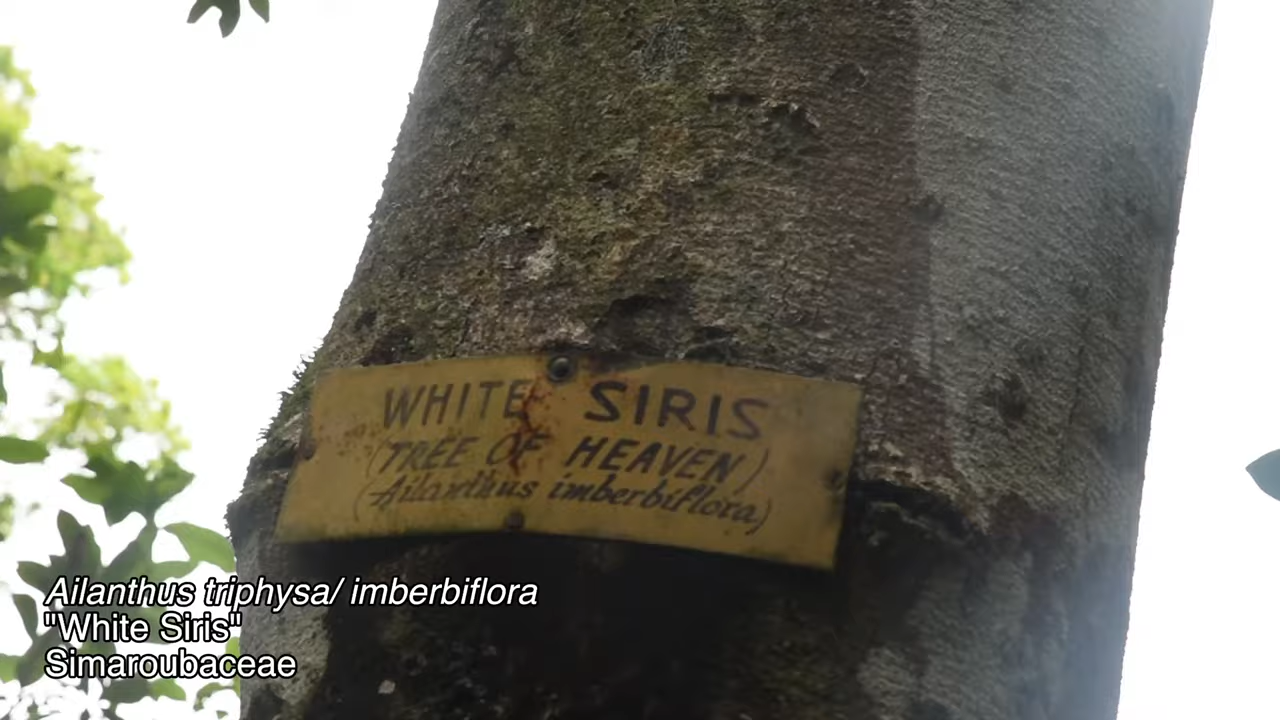 WHITE SIRIS
(TREE OF HEAVEN)
(Ailanthus imberbiflora)
Ailanthus triphysa/ imberbiflora
"White Siris"
Simaroubaceae